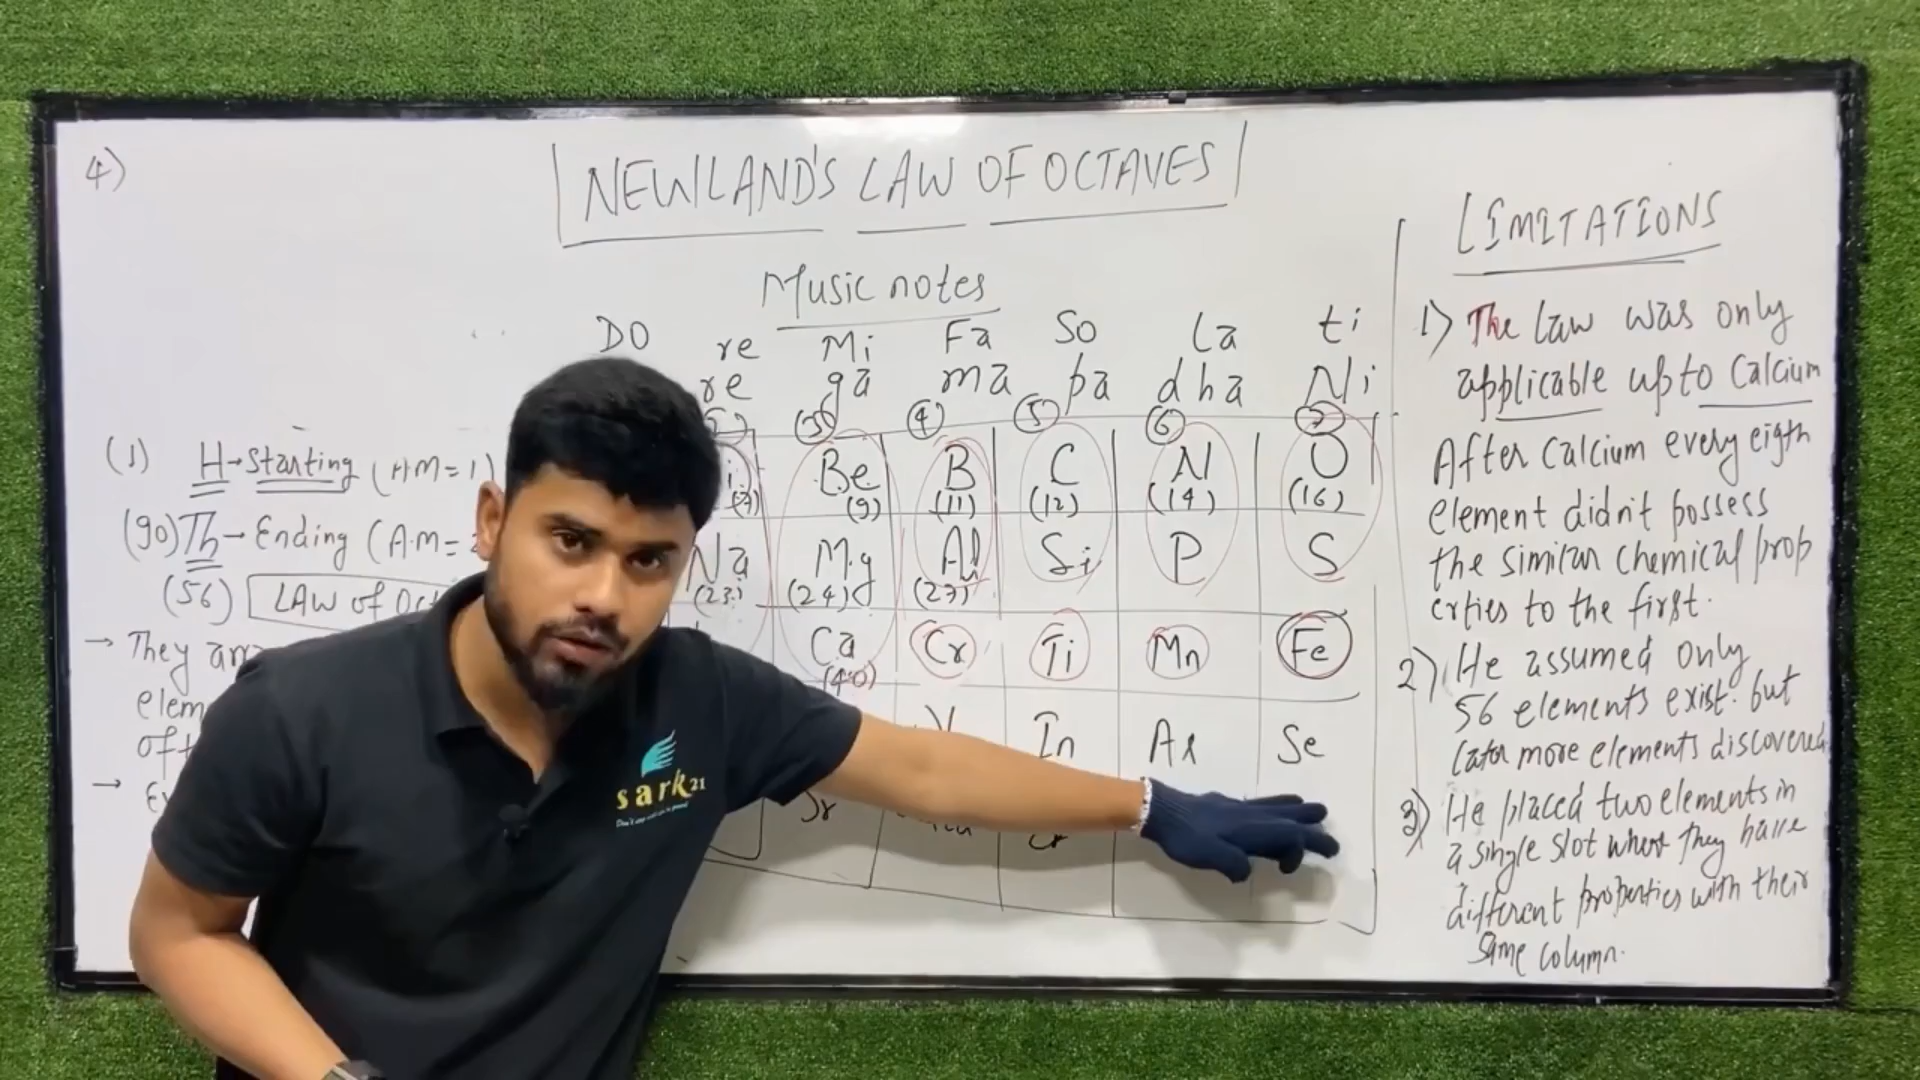 4)
NEWLAND'S LAW OF OCTAVES
Music notes
DO re Mi Fa So La ti
re ga ma pa dha Ni
(3) (4) (5) (6) (7)
Be B C N O
(7) (9) (11) (12) (14) (16)
Na Mg Al Si P S
(23) (24) (27)
Ca Cr Ti Mn Fe
(40)
In As Se
Sr
(1) H→Starting (AM=1)
(90) Th→Ending (A.M=
(56) LAW of
→ They
→
LIMITATIONS
1) The law was only
applicable upto Calcium
After Calcium every eigth
element didn't possess
the similar chemical prop
erties to the first.
2) He assumed only
56 elements exist. but
later more elements discovered
3) He placed two elements in
a single slot where they have
different properties with their
same column.
sark21